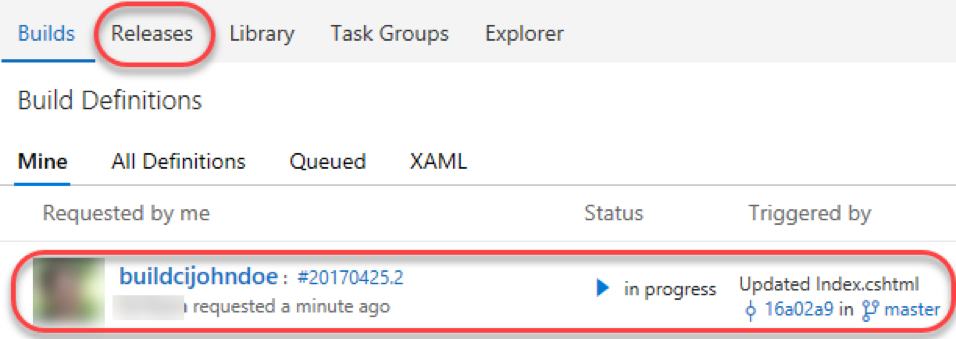 Builds Releases Library Task Groups Explorer
Build Definitions
Mine All Definitions Queued XAML
Requested by me Status Triggered by
buildcijohndoe : #20170425.2
requested a minute ago
in progress
Updated Index.cshtml
16a02a9 in master